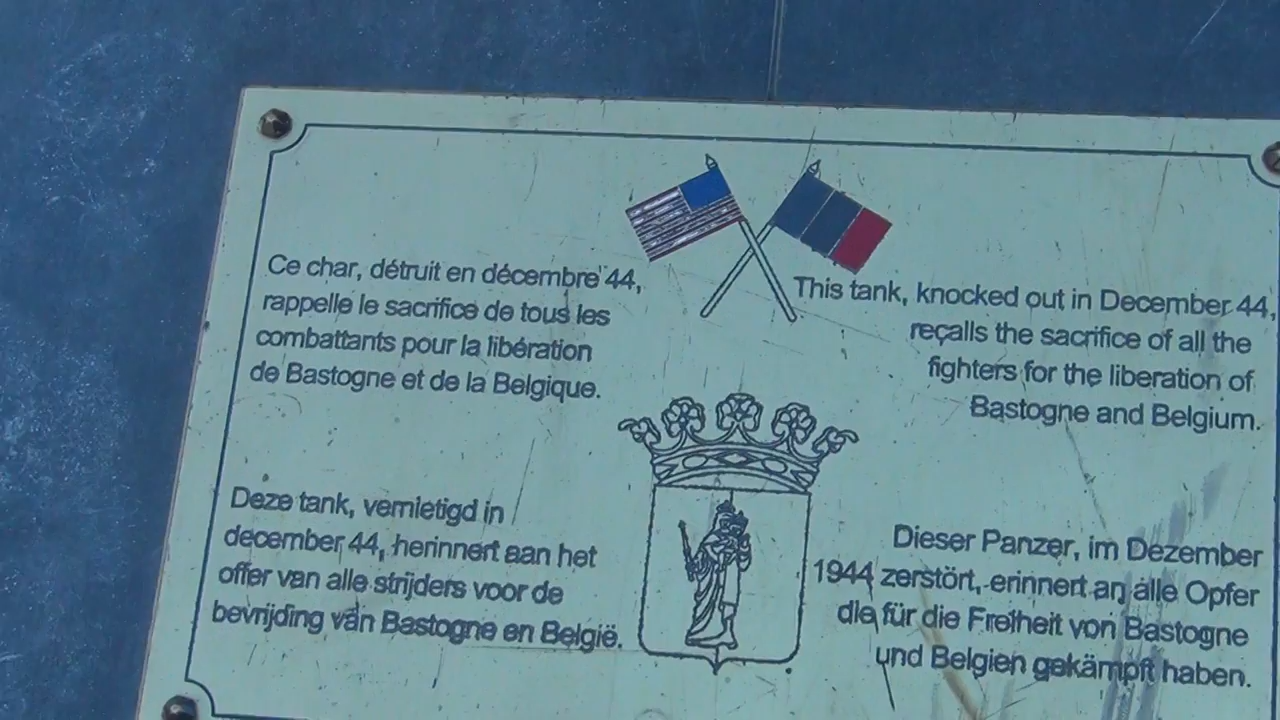 Ce char, détruit en décembre 44,
rappelle le sacrifice de tous les
combattants pour la libération
de Bastogne et de la Belgique.
This tank, knocked out in December 44,
recalls the sacrifice of all the
fighters for the liberation of
Bastogne and Belgium.
Deze tank, vernietigd in
december 44, herinnert aan het
offer van alle strijders voor de
bevrijding van Bastogne en België.
Dieser Panzer, im Dezember
1944 zerstört, erinnert an alle Opfer
die für die Freiheit von Bastogne
und Belgien gekämpft haben.